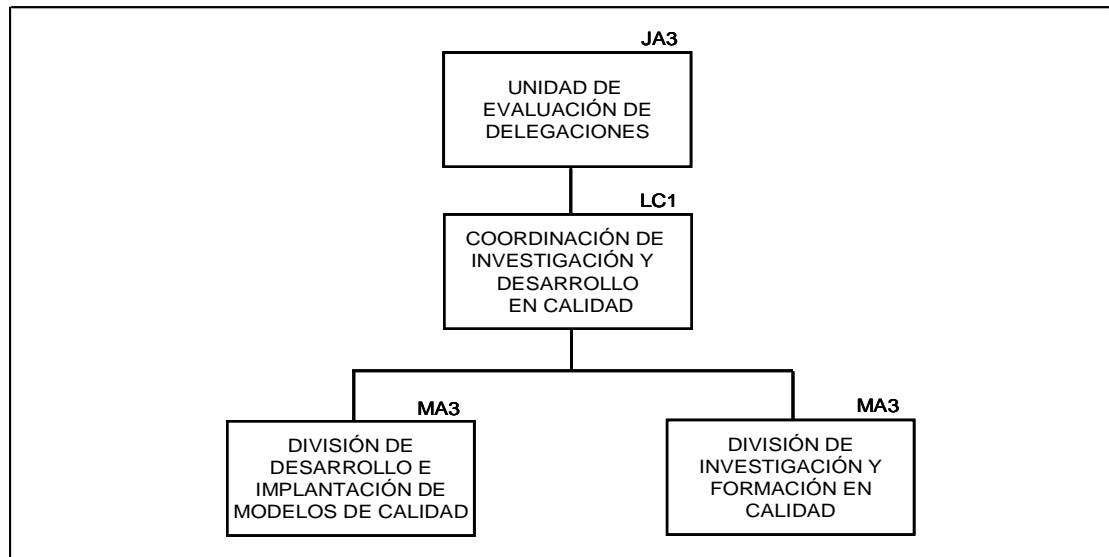 JA3
UNIDAD DE
EVALUACIÓN DE
DELEGACIONES
LC1
COORDINACIÓN DE
INVESTIGACIÓN Y
DESARROLLO
EN CALIDAD
MA3
DIVISIÓN DE
DESARROLLO E
IMPLANTACIÓN DE
MODELOS DE CALIDAD
MA3
DIVISIÓN DE
INVESTIGACIÓN Y
FORMACIÓN EN
CALIDAD